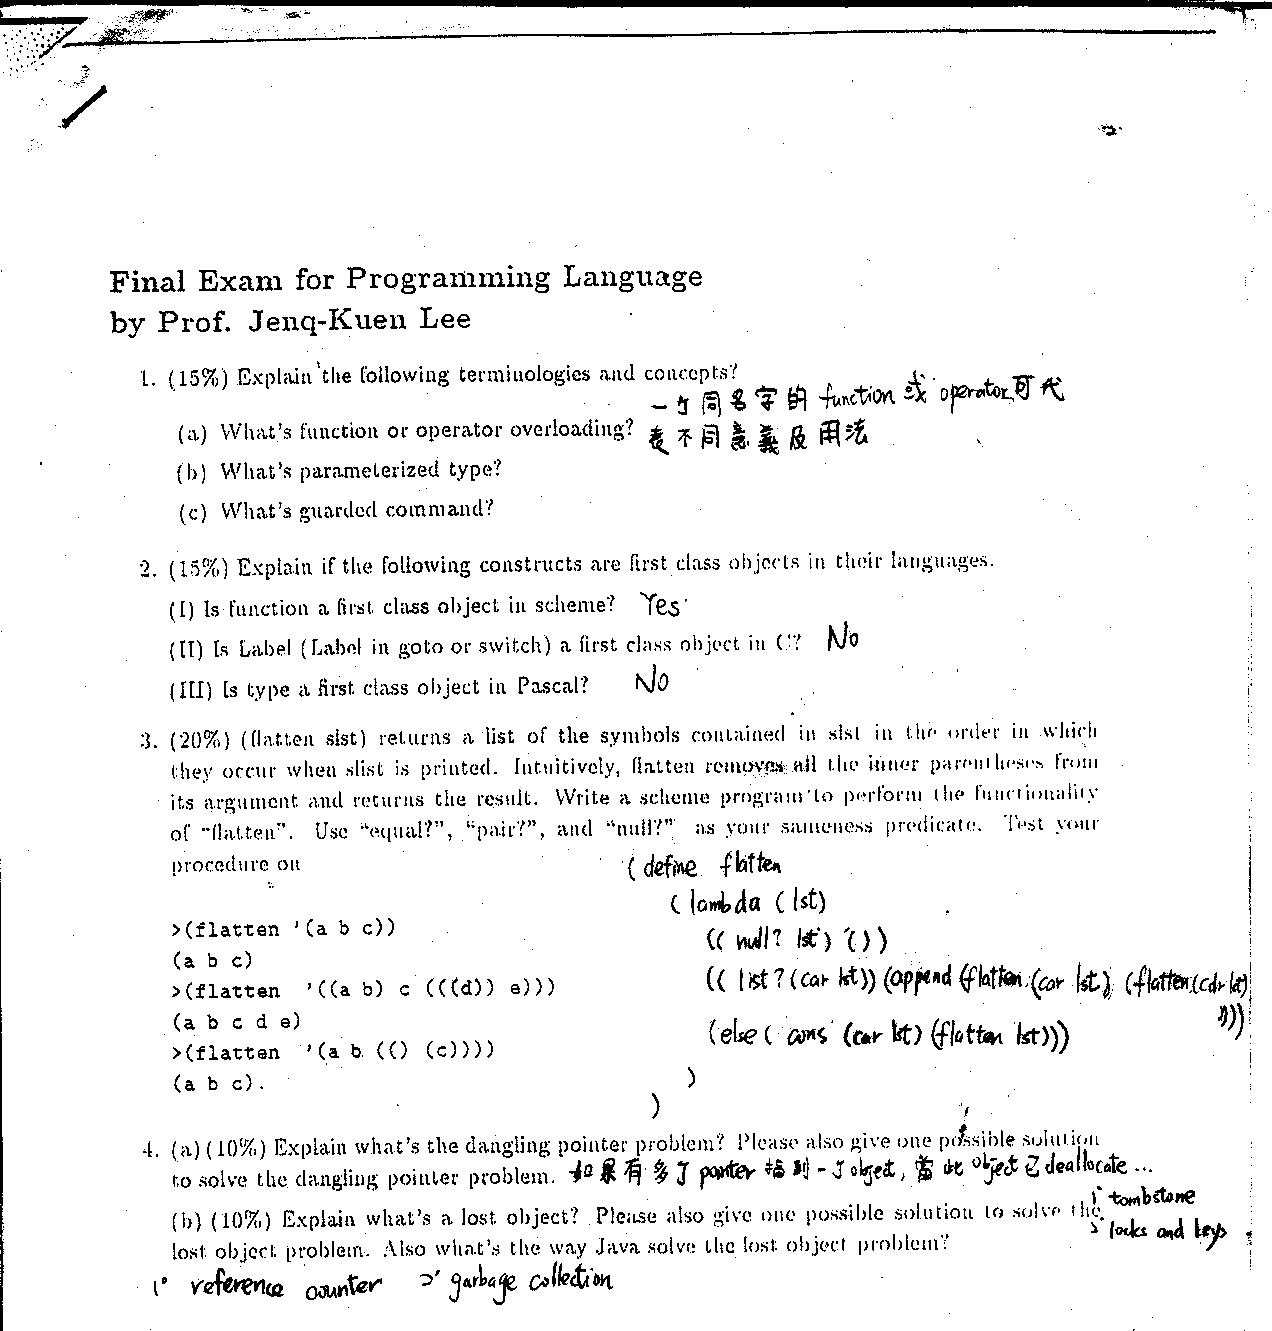 Final Exam for Programming Language
by Prof. Jenq-Kuen Lee
1. (15%) Explain the following terminologies and concepts?
一个同名字的 function 或 operator 可代
(a) What's function or operator overloading?
表不同意義及用法
(b) What's parameterized type?
(c) What's guarded command?
2. (15%) Explain if the following constructs are first class objects in their languages.
(I) Is function a first class object in scheme? Yes
(II) Is Label (Label in goto or switch) a first class object in C? No
(III) Is type a first class object in Pascal? No
3. (20%) (flatten slst) returns a list of the symbols contained in slst in the order in which
they occur when slist is printed. Intuitively, flatten removes all the inner parentheses from
its argument and returns the result. Write a scheme program to perform the functionality
of "flatten". Use "equal?", "pair?", and "null?" as your sameness predicate. Test your
procedure on
>(flatten '(a b c))
(a b c)
>(flatten '((a b) c (((d)) e)))
(a b c d e)
>(flatten '(a b (() (c))))
(a b c).
( define flatten
( lambda ( lst)
(( null? lst) '())
(( list? (car lst)) (append (flatten (car lst) (flatten (cdr lst)
))))
(else ( cons (car lst) (flatten lst)))
)
)
4. (a) (10%) Explain what's the dangling pointer problem? Please also give one possible solution
to solve the dangling pointer problem. 如果有多了 pointer 指到一个 object, 當此 object 已 deallocate ...
1' tombstone
2' locks and keys
(b) (10%) Explain what's a lost object? Please also give one possible solution to solve the
lost object problem. Also what's the way Java solve the lost object problem?
1' reference counter 2' garbage collection